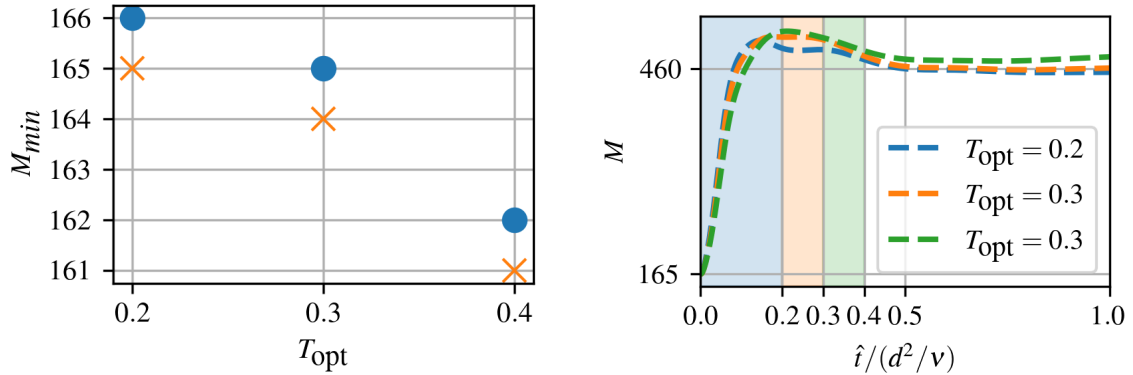 166
165
164
163
162
161
M_min
0.2
0.3
0.4
T_opt
460
165
M
T_opt = 0.2
T_opt = 0.3
T_opt = 0.3
0.0
0.2
0.3
0.4
0.5
1.0
t̂/(d²/ν)